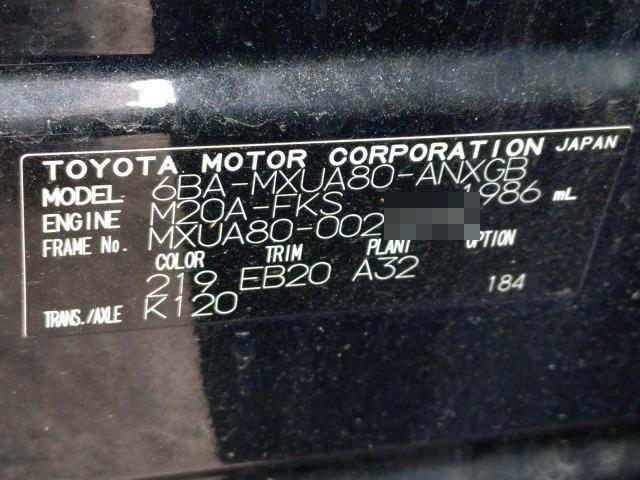 TOYOTA MOTOR CORPORATION JAPAN
MODEL 6BA-MXUA80-ANXGB
ENGINE M20A-FKS 1986 mL
FRAME No. MXUA80-002
COLOR TRIM PLANT OPTION
219 EB20 A32 184
TRANS./AXLE K120